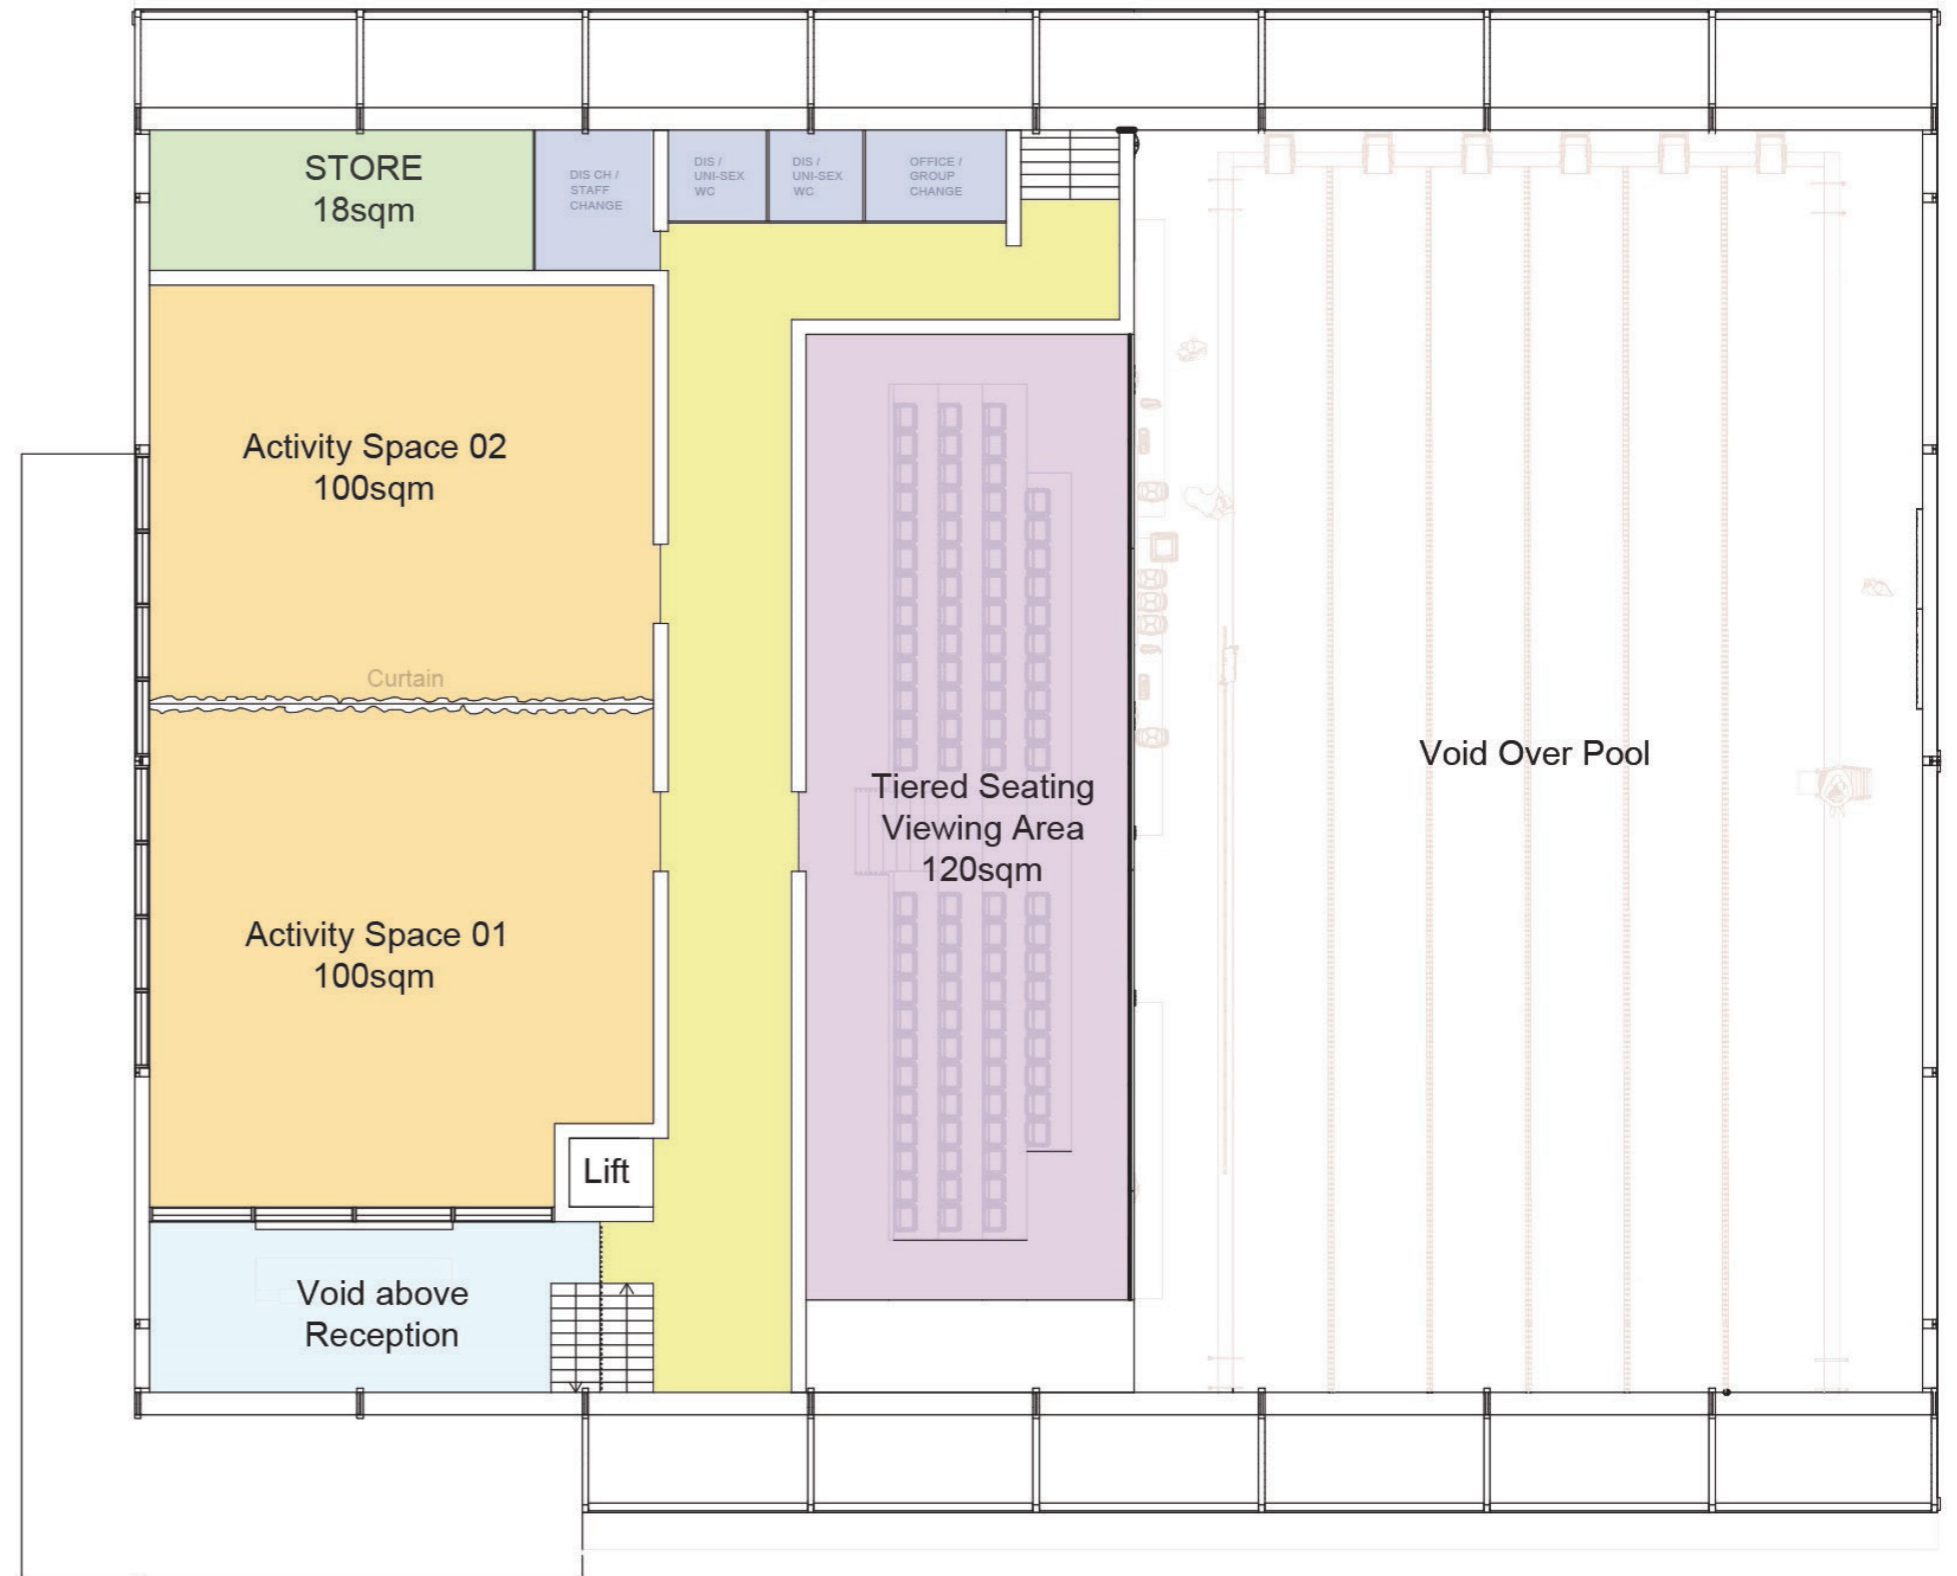 STORE
18sqm
DIS CH /
STAFF
CHANGE
DIS /
UNI-SEX
WC
DIS /
UNI-SEX
WC
OFFICE /
GROUP
CHANGE
Activity Space 02
100sqm
Curtain
Void Over Pool
Tiered Seating
Viewing Area
120sqm
Activity Space 01
100sqm
Lift
Void above
Reception